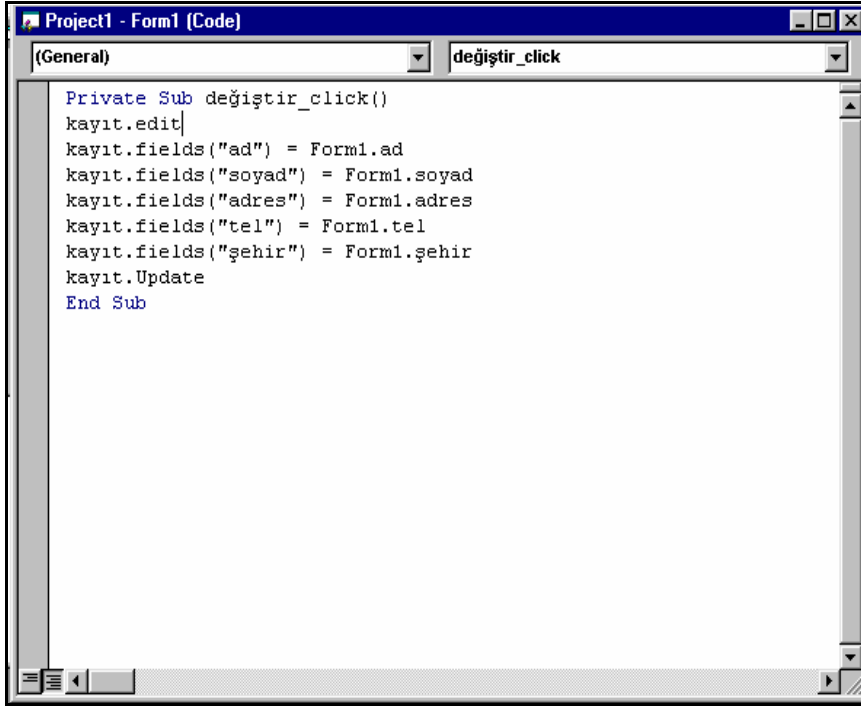 Project1 - Form1 (Code)
(General) değiştir_click
Private Sub değiştir_click()
kayıt.edit
kayıt.fields("ad") = Form1.ad
kayıt.fields("soyad") = Form1.soyad
kayıt.fields("adres") = Form1.adres
kayıt.fields("tel") = Form1.tel
kayıt.fields("şehir") = Form1.şehir
kayıt.Update
End Sub